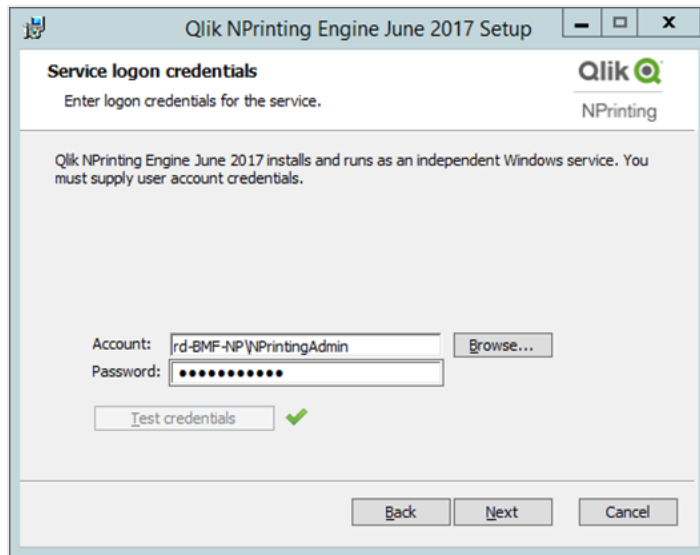 Qlik NPrinting Engine June 2017 Setup
Service logon credentials
Enter logon credentials for the service.
Qlik
NPrinting
Qlik NPrinting Engine June 2017 installs and runs as an independent Windows service. You
must supply user account credentials.
Account: rd-BMF-NP\NPrintingAdmin Browse...
Password: ●●●●●●●●●●●
Test credentials
Back Next Cancel